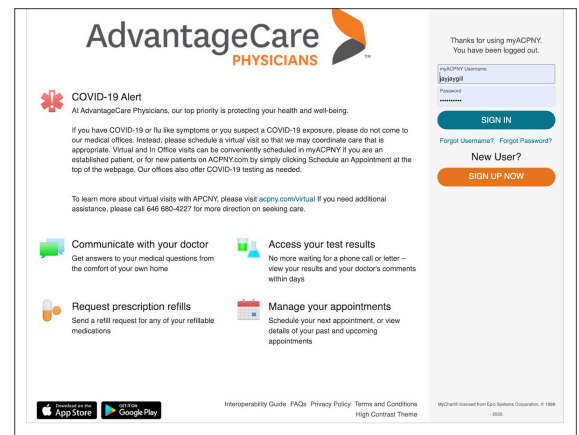 AdvantageCare
PHYSICIANS
TM
COVID-19 Alert
At AdvantageCare Physicians, our top priority is protecting your health and well-being.
If you have COVID-19 or flu like symptoms or you suspect a COVID-19 exposure, please do not come to
our medical offices. Instead, please schedule a virtual visit so that we may coordinate care that is
appropriate. Virtual and In Office visits can be conveniently scheduled in myACPNY if you are an
established patient, or for new patients on ACPNY.com by simply clicking Schedule an Appointment at the
top of the webpage. Our offices also offer COVID-19 testing as needed.
To learn more about virtual visits with APCNY, please visit acpny.com/virtual If you need additional
assistance, please call 646 680-4227 for more direction on seeking care.
Communicate with your doctor
Get answers to your medical questions from
the comfort of your own home
Access your test results
No more waiting for a phone call or letter –
view your results and your doctor's comments
within days
Request prescription refills
Send a refill request for any of your refillable
medications
Manage your appointments
Schedule your next appointment, or view
details of your past and upcoming
appointments
Download on the
App Store
GET IT ON
Google Play
Interoperability Guide FAQs Privacy Policy Terms and Conditions
High Contrast Theme
Thanks for using myACPNY.
You have been logged out.
myACPNY Username
jayjaygill
Password
••••••••••
SIGN IN
Forgot Username? Forgot Password?
New User?
SIGN UP NOW
MyChart® licensed from Epic Systems Corporation, © 1999
- 2020.